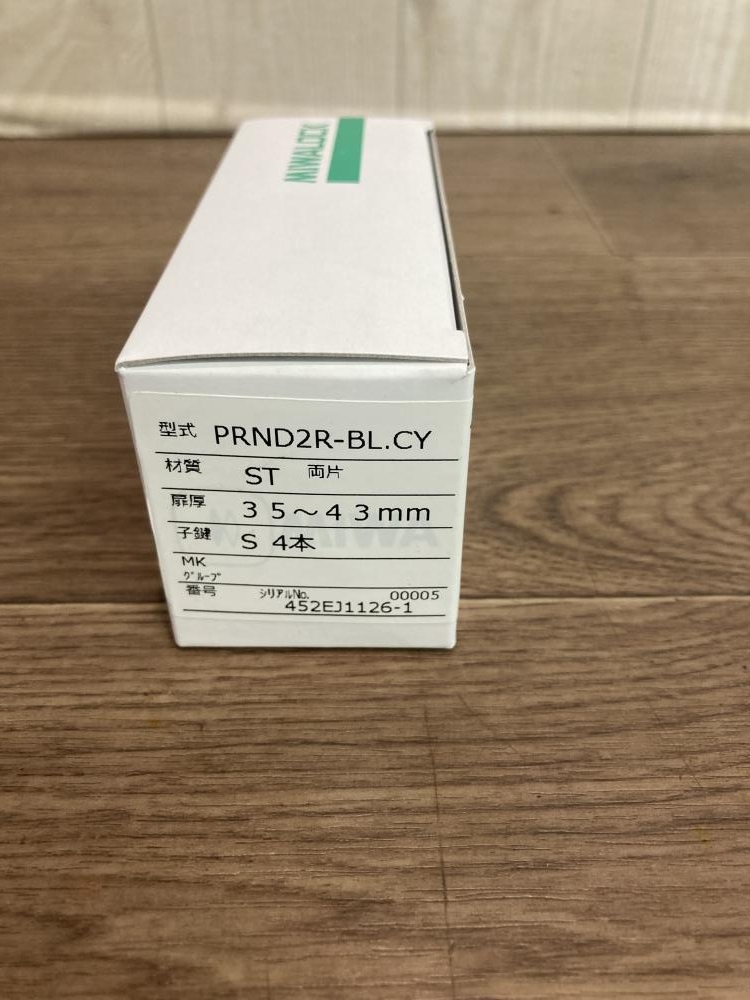 MIWALOCK
型式 PRND2R-BL.CY
材質 ST 両片
扉厚 35～43mm
子鍵 S 4本
MIWA
MK
グループ
番号 シリアルNo. 00005
452EJ1126-1